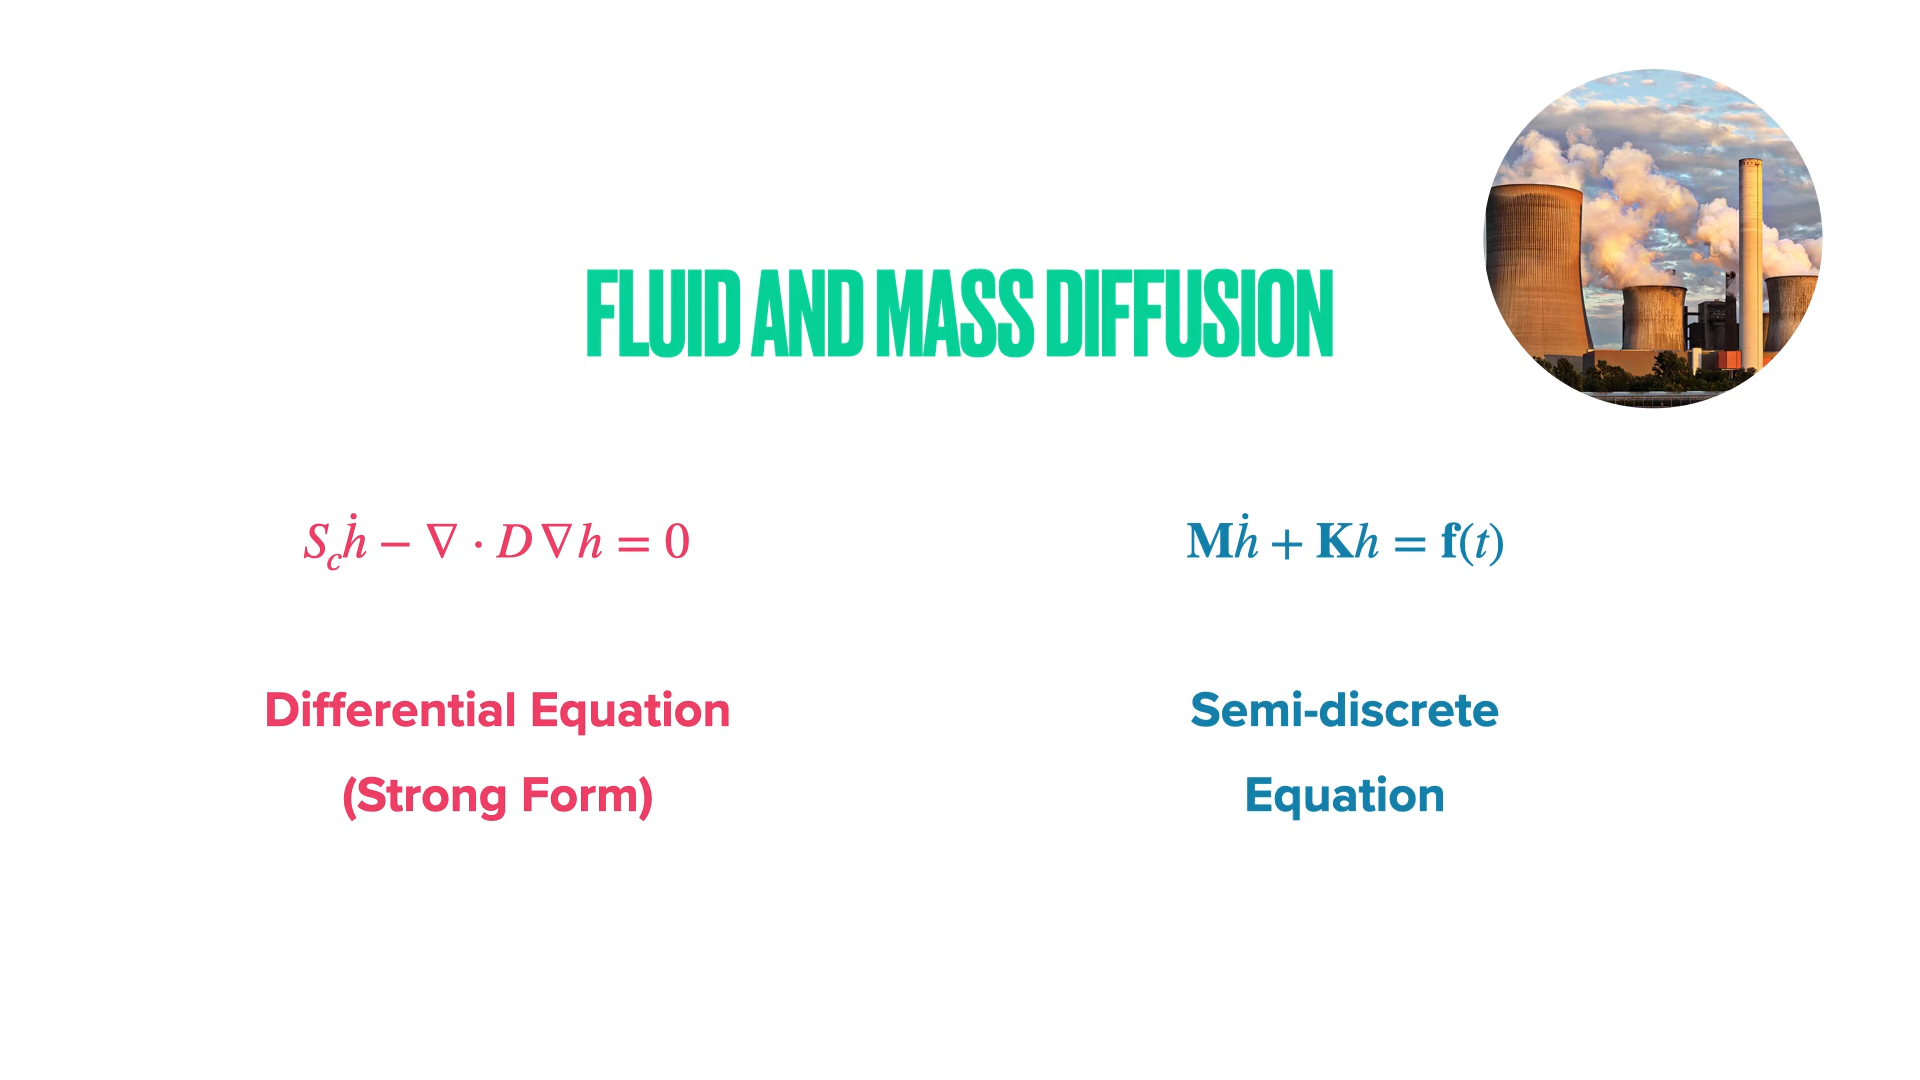 FLUID AND MASS DIFFUSION
S_c ḣ − ∇ · D ∇ h = 0
Mḣ + Kh = f(t)
Differential Equation
(Strong Form)
Semi-discrete
Equation